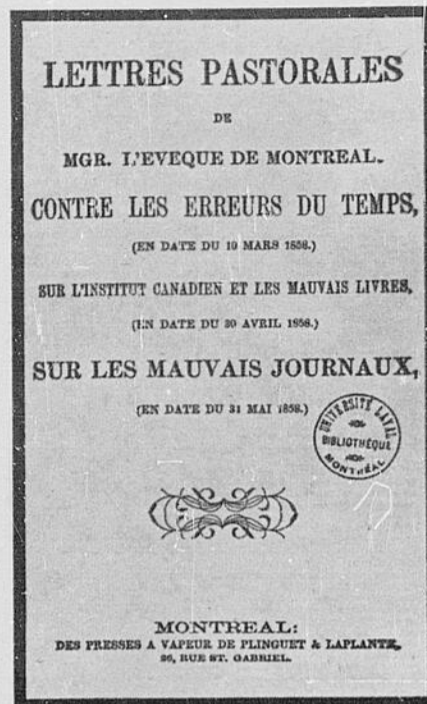 LETTRES PASTORALES
DE
MGR. L'EVEQUE DE MONTREAL.
CONTRE LES ERREURS DU TEMPS,
(EN DATE DU 10 MARS 1858.)
SUR L'INSTITUT CANADIEN ET LES MAUVAIS LIVRES,
(EN DATE DU 30 AVRIL 1858.)
SUR LES MAUVAIS JOURNAUX,
(EN DATE DU 31 MAI 1858.)
UNIVERSITÉ LAVAL
BIBLIOTHÈQUE
MONTRÉAL
MONTREAL:
DES PRESSES A VAPEUR DE PLINGUET & LAPLANTE,
RUE ST. GABRIEL.